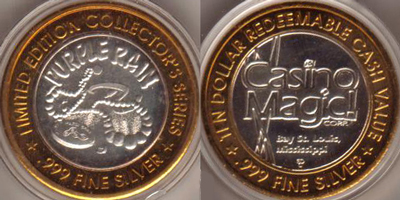 LIMITED EDITION COLLECTOR'S SERIES
PURPLE RAIN
.999 FINE SILVER
TEN DOLLAR REDEEMABLE CASH VALUE
Casino
Magic!
CORP.
Bay St. Louis,
Mississippi
.999 FINE SILVER